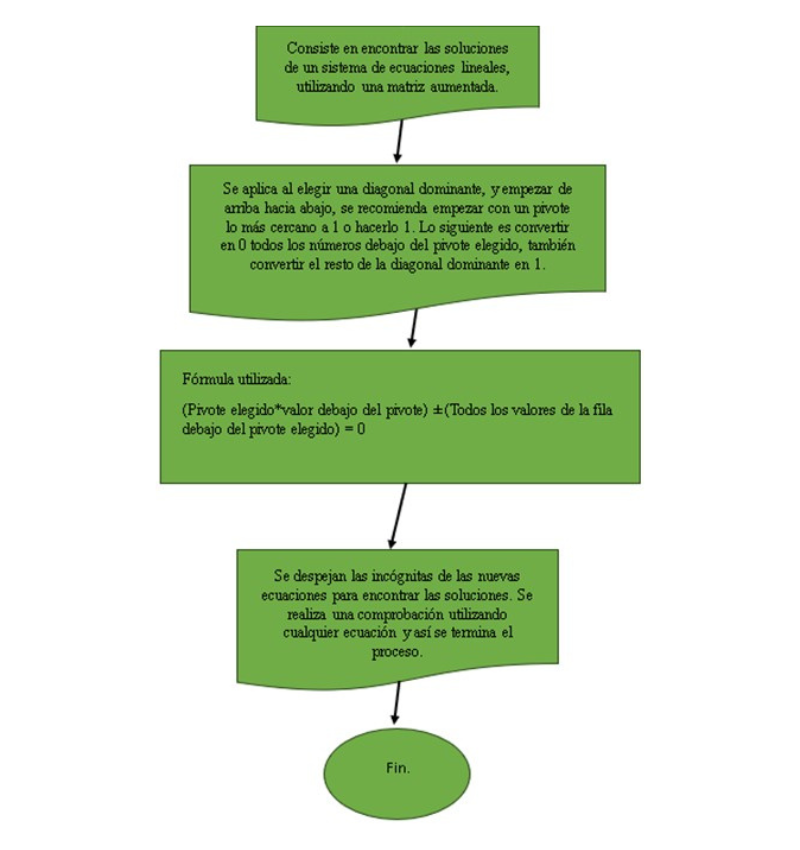 Consiste en encontrar las soluciones
de un sistema de ecuaciones lineales,
utilizando una matriz aumentada.
Se aplica al elegir una diagonal dominante, y empezar de
arriba hacia abajo, se recomienda empezar con un pivote
lo más cercano a 1 o hacerlo 1. Lo siguiente es convertir
en 0 todos los números debajo del pivote elegido, también
convertir el resto de la diagonal dominante en 1.
Fórmula utilizada:
(Pivote elegido*valor debajo del pivote) ±(Todos los valores de la fila
debajo del pivote elegido) = 0
Se despejan las incógnitas de las nuevas
ecuaciones para encontrar las soluciones. Se
realiza una comprobación utilizando
cualquier ecuación y así se termina el
proceso.
Fin.